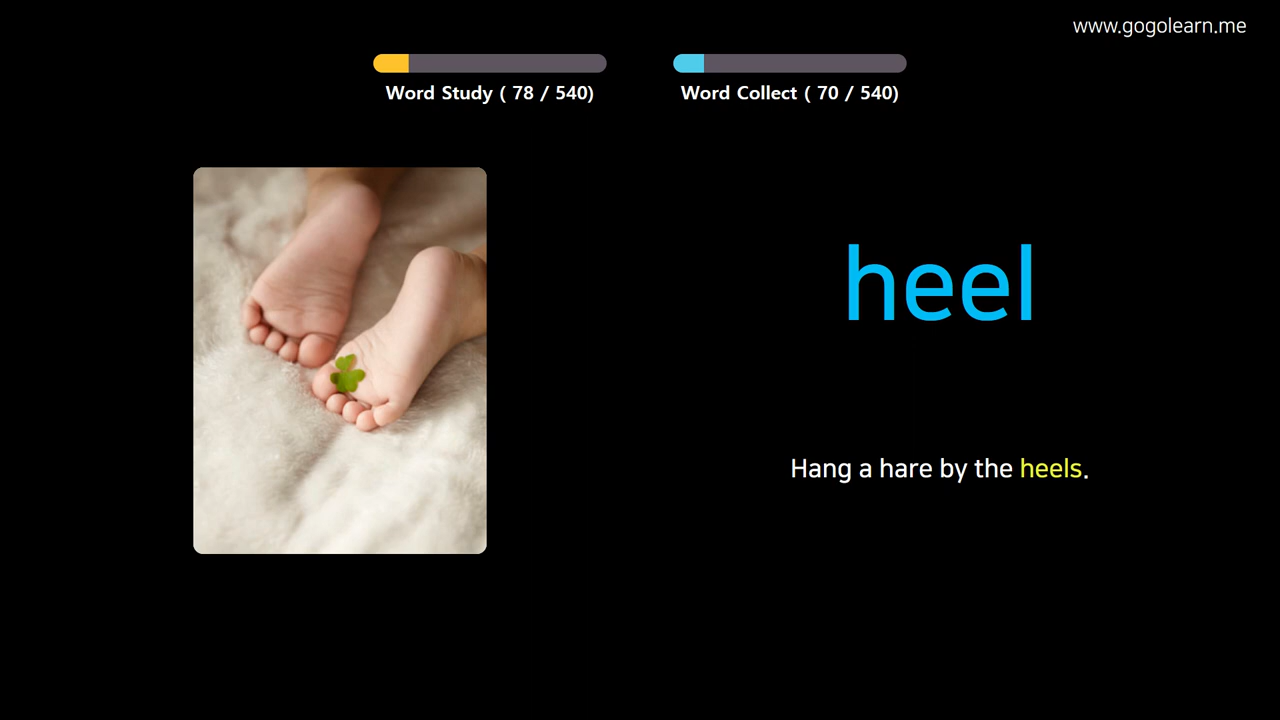 www.gogolearn.me
Word Study ( 78 / 540)
Word Collect ( 70 / 540)
heel
Hang a hare by the heels.